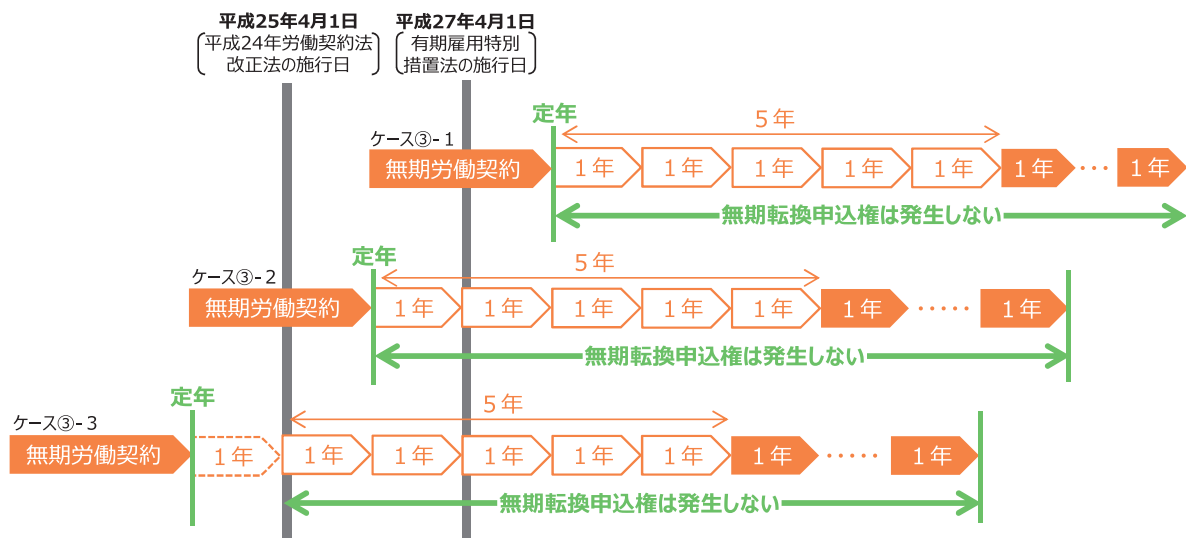 平成25年4月1日
平成24年労働契約法
改正法の施行日
平成27年4月1日
有期雇用特別
措置法の施行日
定年
5年
ケース③-1
無期労働契約
1年
1年
1年
1年
1年
1年
・・・
1年
無期転換申込権は発生しない
定年
5年
ケース③-2
無期労働契約
1年
1年
1年
1年
1年
1年
・・・・・
1年
無期転換申込権は発生しない
定年
5年
ケース③-3
無期労働契約
1年
1年
1年
1年
1年
1年
1年
・・・・・
1年
無期転換申込権は発生しない